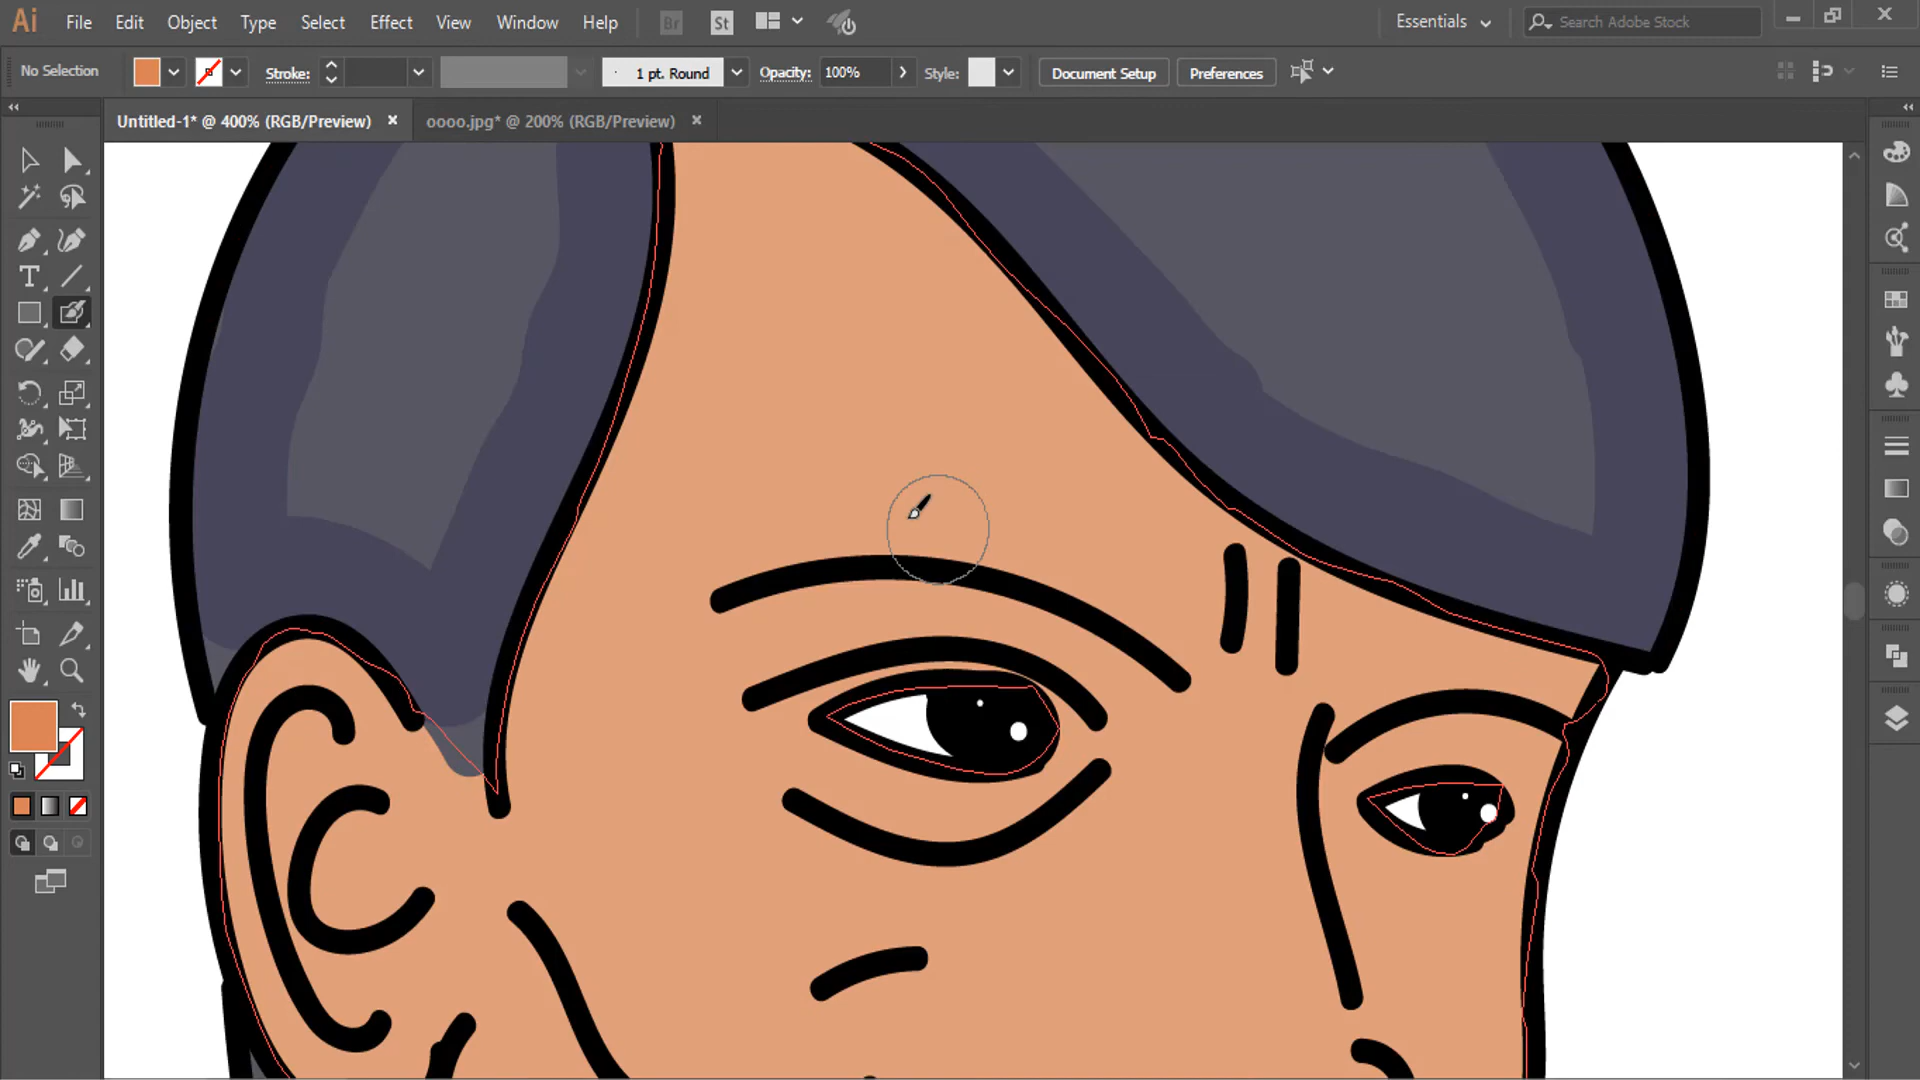 Ai File Edit Object Type Select Effect View Window Help Br St Essentials Search Adobe Stock
No Selection Stroke: 1 pt. Round Opacity: 100% Style: Document Setup Preferences
Untitled-1* @ 400% (RGB/Preview) × oooo.jpg* @ 200% (RGB/Preview) ×